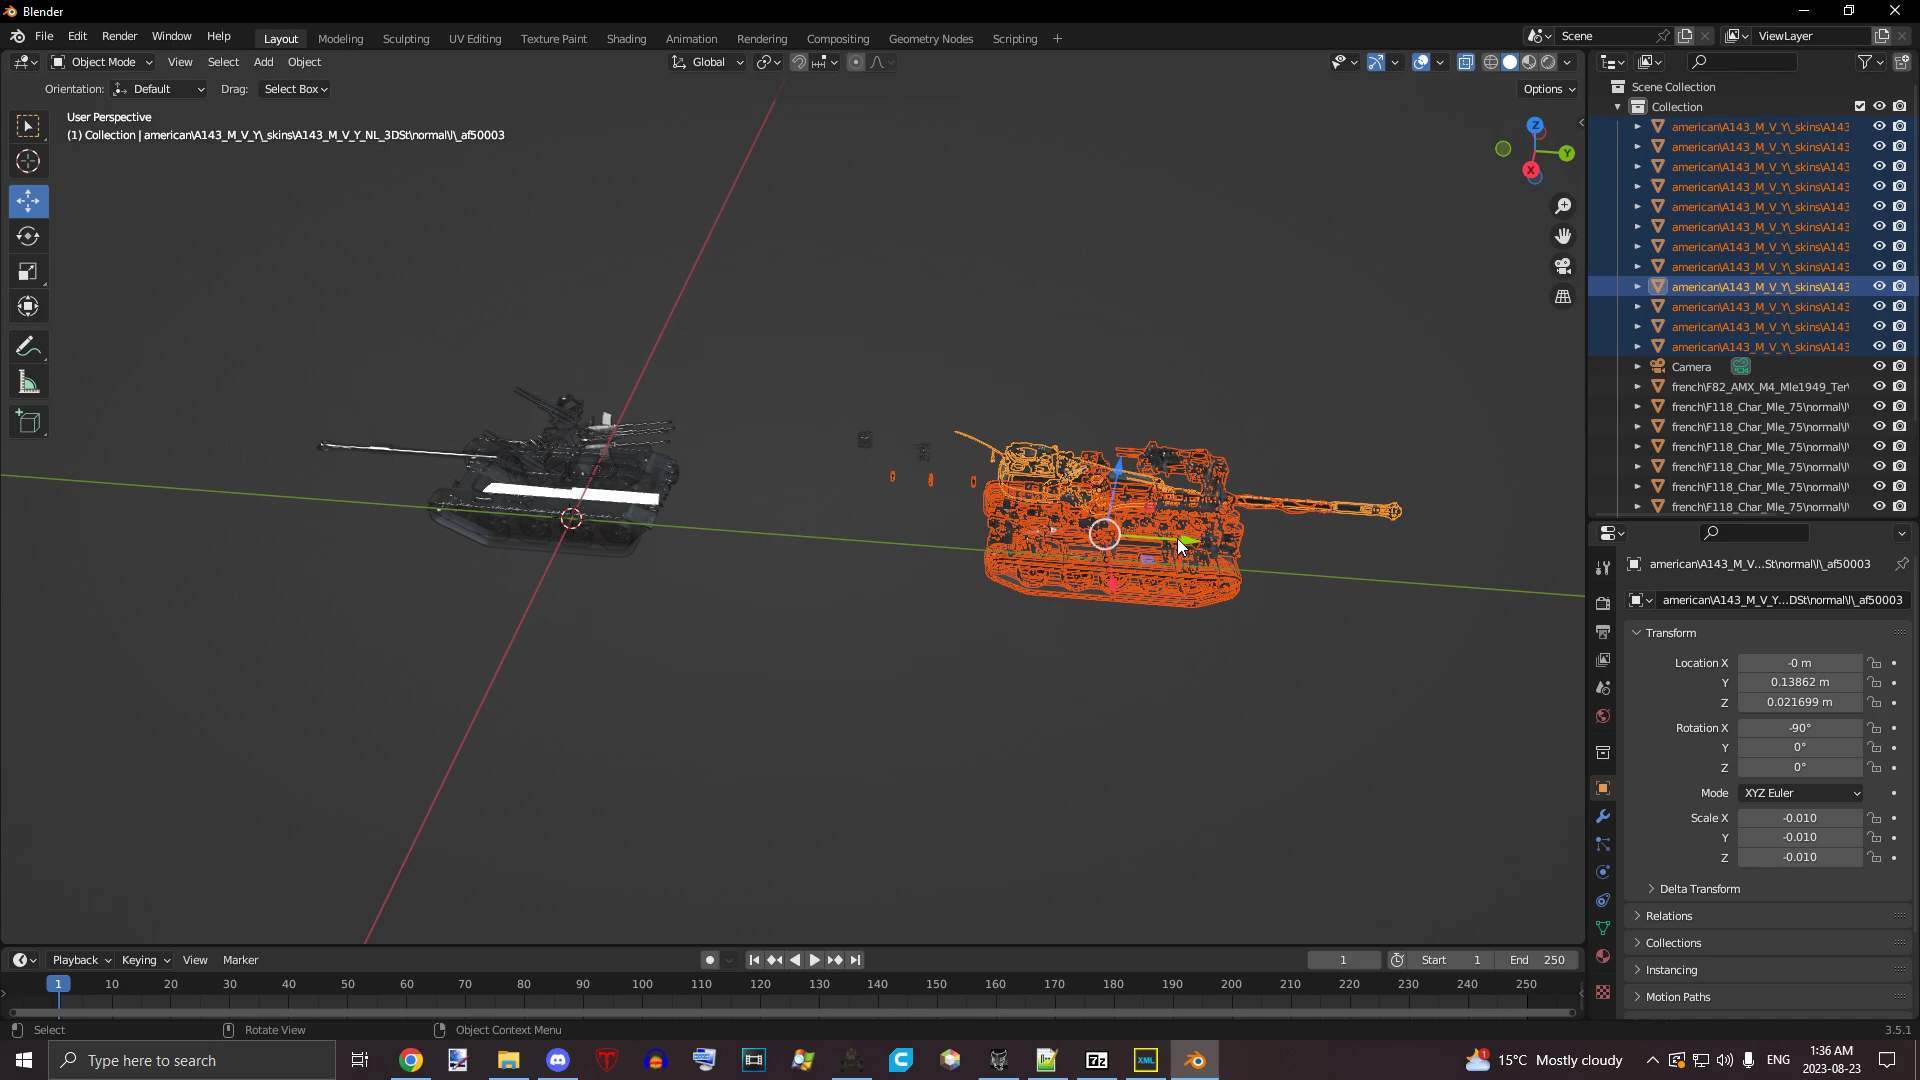 Blender
File Edit Render Window Help
Layout Modeling Sculpting UV Editing Texture Paint Shading Animation Rendering Compositing Geometry Nodes Scripting +
Scene
ViewLayer
Object Mode View Select Add Object
Global
Orientation: Default Drag: Select Box
Options
User Perspective
(1) Collection | american\A143_M_V_Y\_skins\A143_M_V_Y_NL_3DSt\normal\l\_af50003
Z
Y
X
Scene Collection
Collection
american\A143_M_V_Y\_skins\A143
american\A143_M_V_Y\_skins\A143
american\A143_M_V_Y\_skins\A143
american\A143_M_V_Y\_skins\A143
american\A143_M_V_Y\_skins\A143
american\A143_M_V_Y\_skins\A143
american\A143_M_V_Y\_skins\A143
american\A143_M_V_Y\_skins\A143
american\A143_M_V_Y\_skins\A143
american\A143_M_V_Y\_skins\A143
american\A143_M_V_Y\_skins\A143
american\A143_M_V_Y\_skins\A143
Camera
french\F82_AMX_M4_Mle1949_Ter\
french\F118_Char_Mle_75\normal\l\
french\F118_Char_Mle_75\normal\l\
french\F118_Char_Mle_75\normal\l\
french\F118_Char_Mle_75\normal\l\
french\F118_Char_Mle_75\normal\l\
french\F118_Char_Mle_75\normal\l\
american\A143_M_V...St\normal\l\_af50003
american\A143_M_V_Y...DSt\normal\l\_af50003
Transform
Location X -0 m
Y 0.13862 m
Z 0.021699 m
Rotation X -90°
Y 0°
Z 0°
Mode XYZ Euler
Scale X -0.010
Y -0.010
Z -0.010
Delta Transform
Relations
Collections
Instancing
Motion Paths
Playback Keying View Marker
1 Start 1 End 250
1 10 20 30 40 50 60 70 80 90 100 110 120 130 140 150 160 170 180 190 200 210 220 230 240 250
Select Rotate View Object Context Menu
3.5.1
Type here to search
7z
XML
1
15°C Mostly cloudy
ENG
1:36 AM
2023-08-23